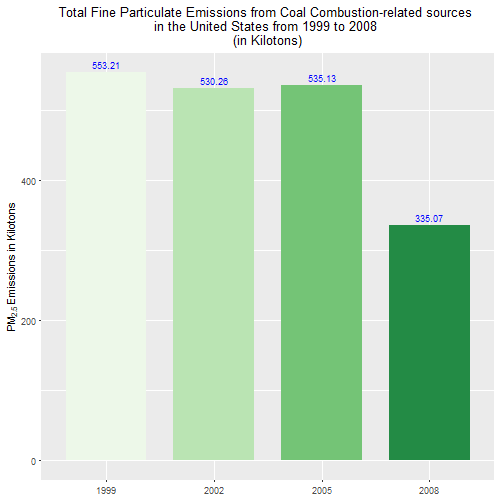 Total Fine Particulate Emissions from Coal Combustion-related sources
in the United States from 1999 to 2008
(in Kilotons)
553.21
530.26
535.13
335.07
PM2.5 Emissions in Kilotons
400
200
0
1999
2002
2005
2008